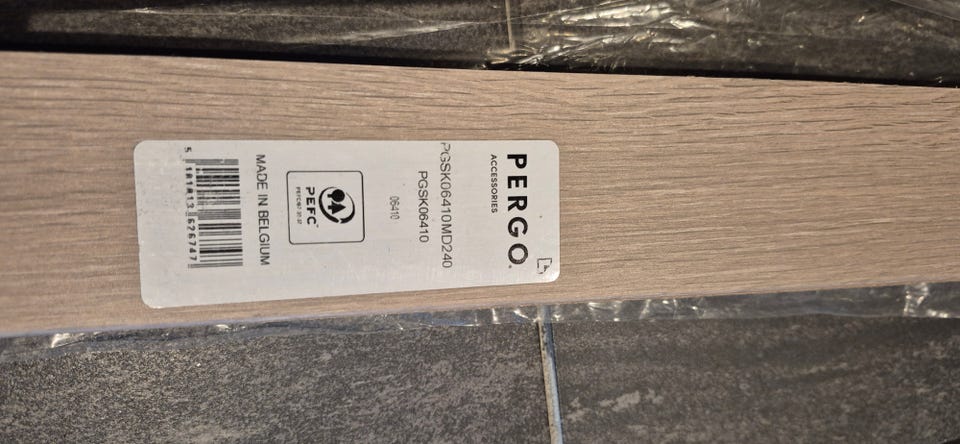 PERGO
ACCESSORIES
PGSK06410MD240
PGSK06410
06410
PEFC
MADE IN BELGIUM